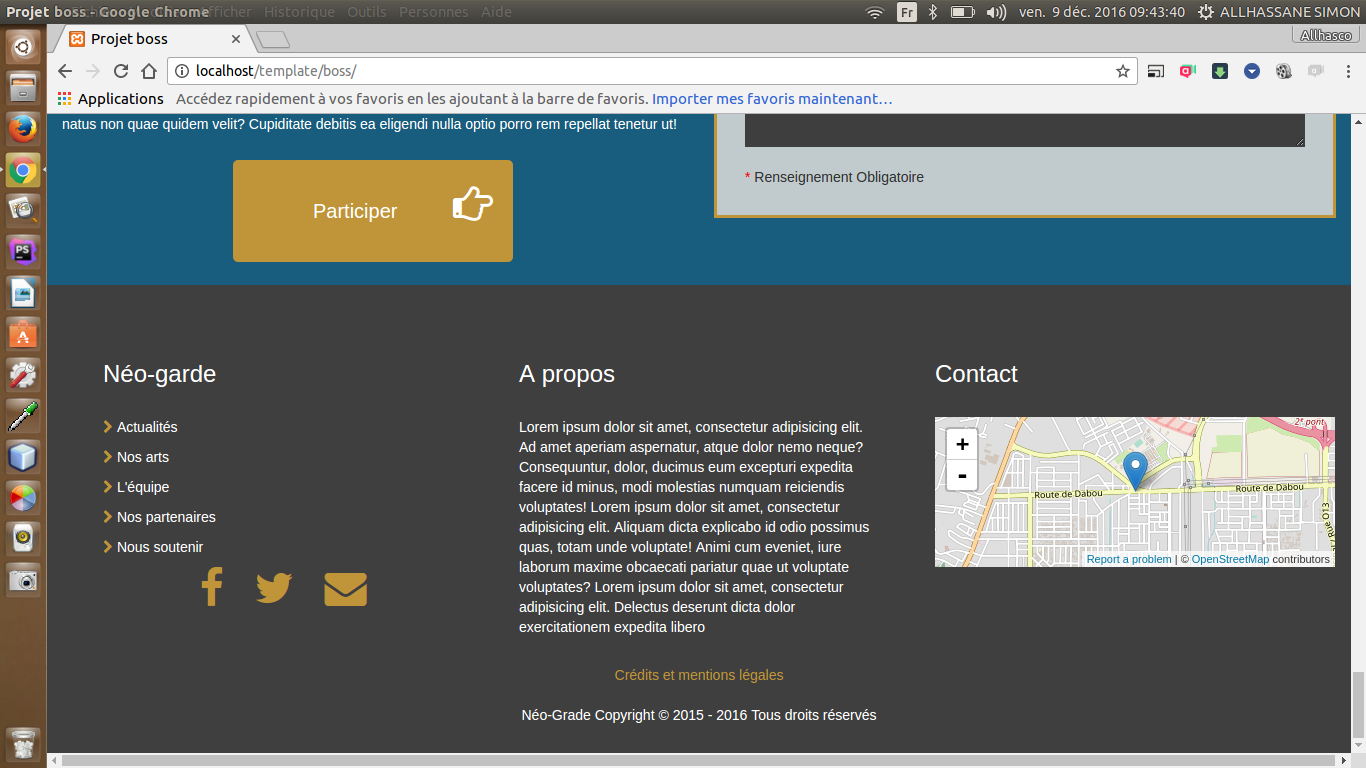 Projet boss - Google Chrome
Afficher Historique Outils Personnes Aide
Fr
ven. 9 déc. 2016 09:43:40
ALLHASSANE SIMON
Projet boss
Allhasco
localhost/template/boss/
Applications
Accédez rapidement à vos favoris en les ajoutant à la barre de favoris. Importer mes favoris maintenant…
natus non quae quidem velit? Cupiditate debitis ea eligendi nulla optio porro rem repellat tenetur ut!
Participer
* Renseignement Obligatoire
Néo-garde
Actualités
Nos arts
L'équipe
Nos partenaires
Nous soutenir
A propos
Lorem ipsum dolor sit amet, consectetur adipisicing elit.
Ad amet aperiam aspernatur, atque dolor nemo neque?
Consequuntur, dolor, ducimus eum excepturi expedita
facere id minus, modi molestias numquam reiciendis
voluptates! Lorem ipsum dolor sit amet, consectetur
adipisicing elit. Aliquam dicta explicabo id odio possimus
quas, totam unde voluptate! Animi cum eveniet, iure
laborum maxime obcaecati pariatur quae ut voluptate
voluptates? Lorem ipsum dolor sit amet, consectetur
adipisicing elit. Delectus deserunt dicta dolor
exercitationem expedita libero
Contact
+
-
2ᵉ pont
Route de Dabou
Route de Dabou
Rue O13
Report a problem | © OpenStreetMap contributors
Crédits et mentions légales
Néo-Grade Copyright © 2015 - 2016 Tous droits réservés
PS